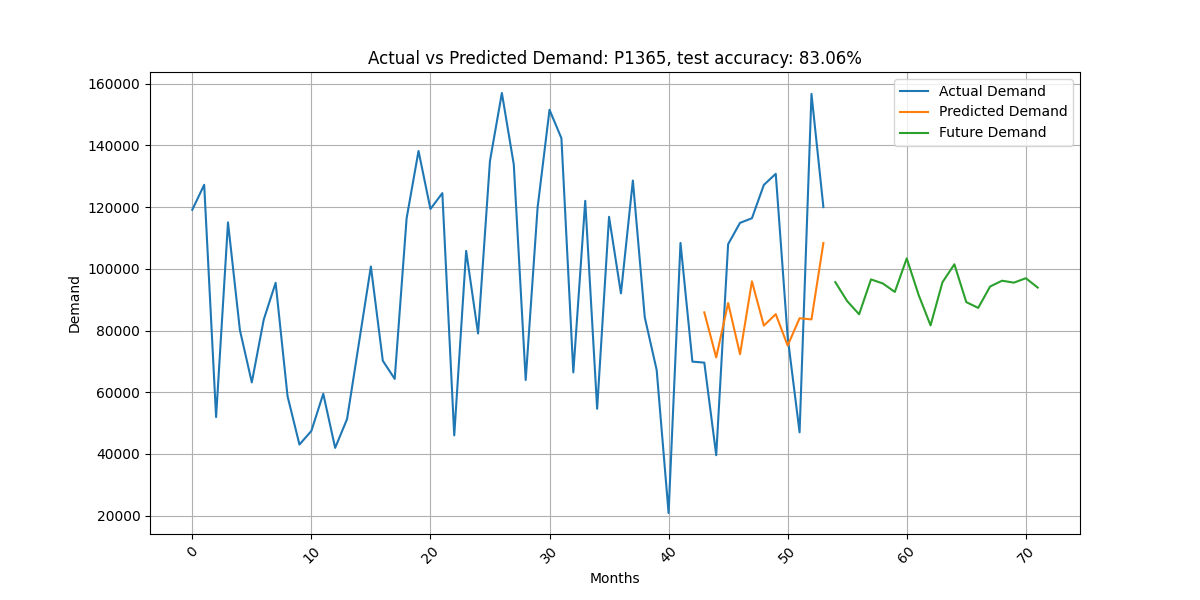 Actual vs Predicted Demand: P1365, test accuracy: 83.06%
160000
140000
120000
100000
80000
60000
40000
20000
Demand
Actual Demand
Predicted Demand
Future Demand
0
10
20
30
40
50
60
70
Months